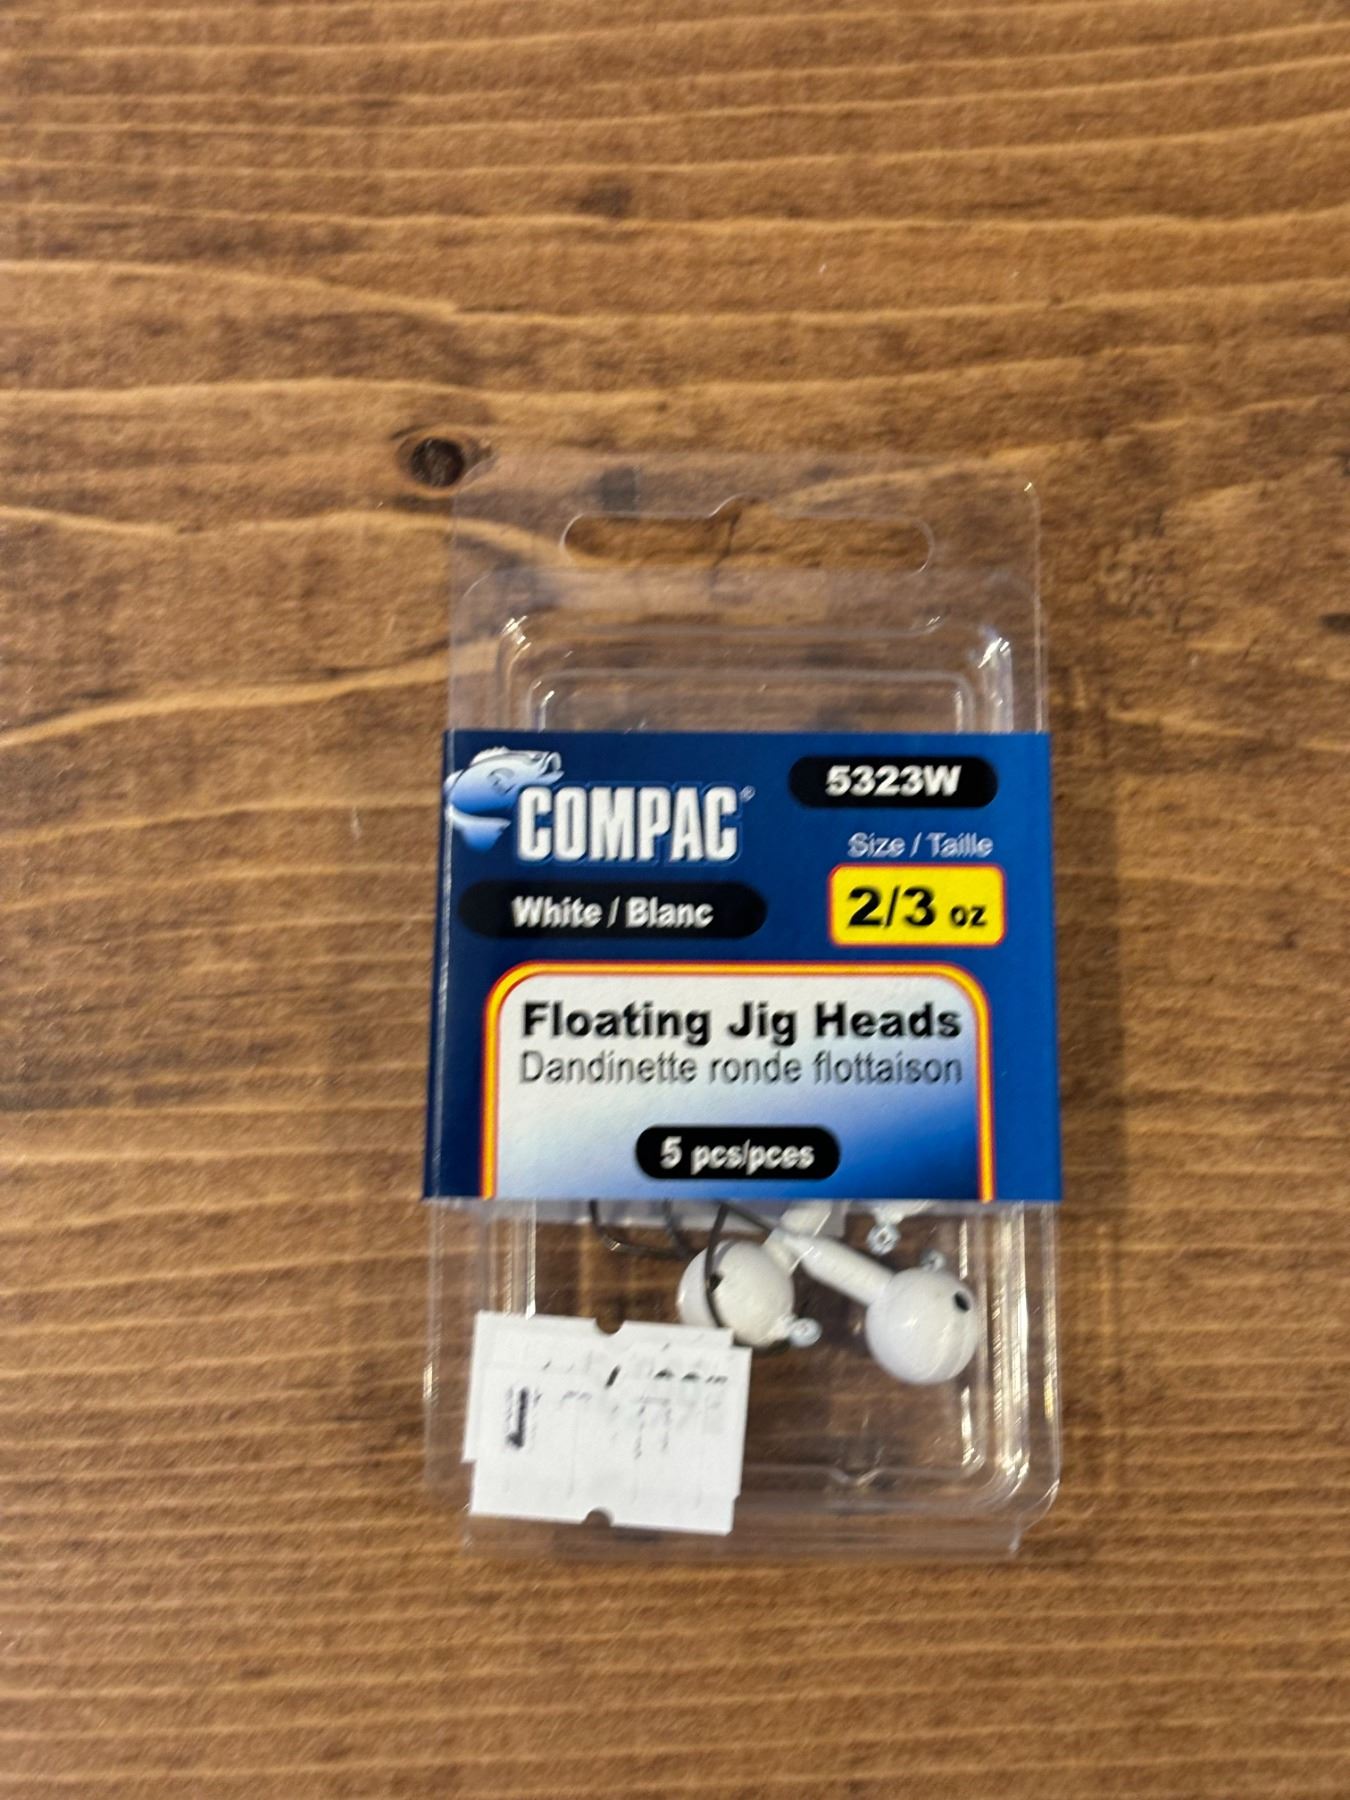 COMPAC®
5323W
Size / Taille
White / Blanc
2/3 oz
Floating Jig Heads
Dandinette ronde flottaison
5 pcs/pces